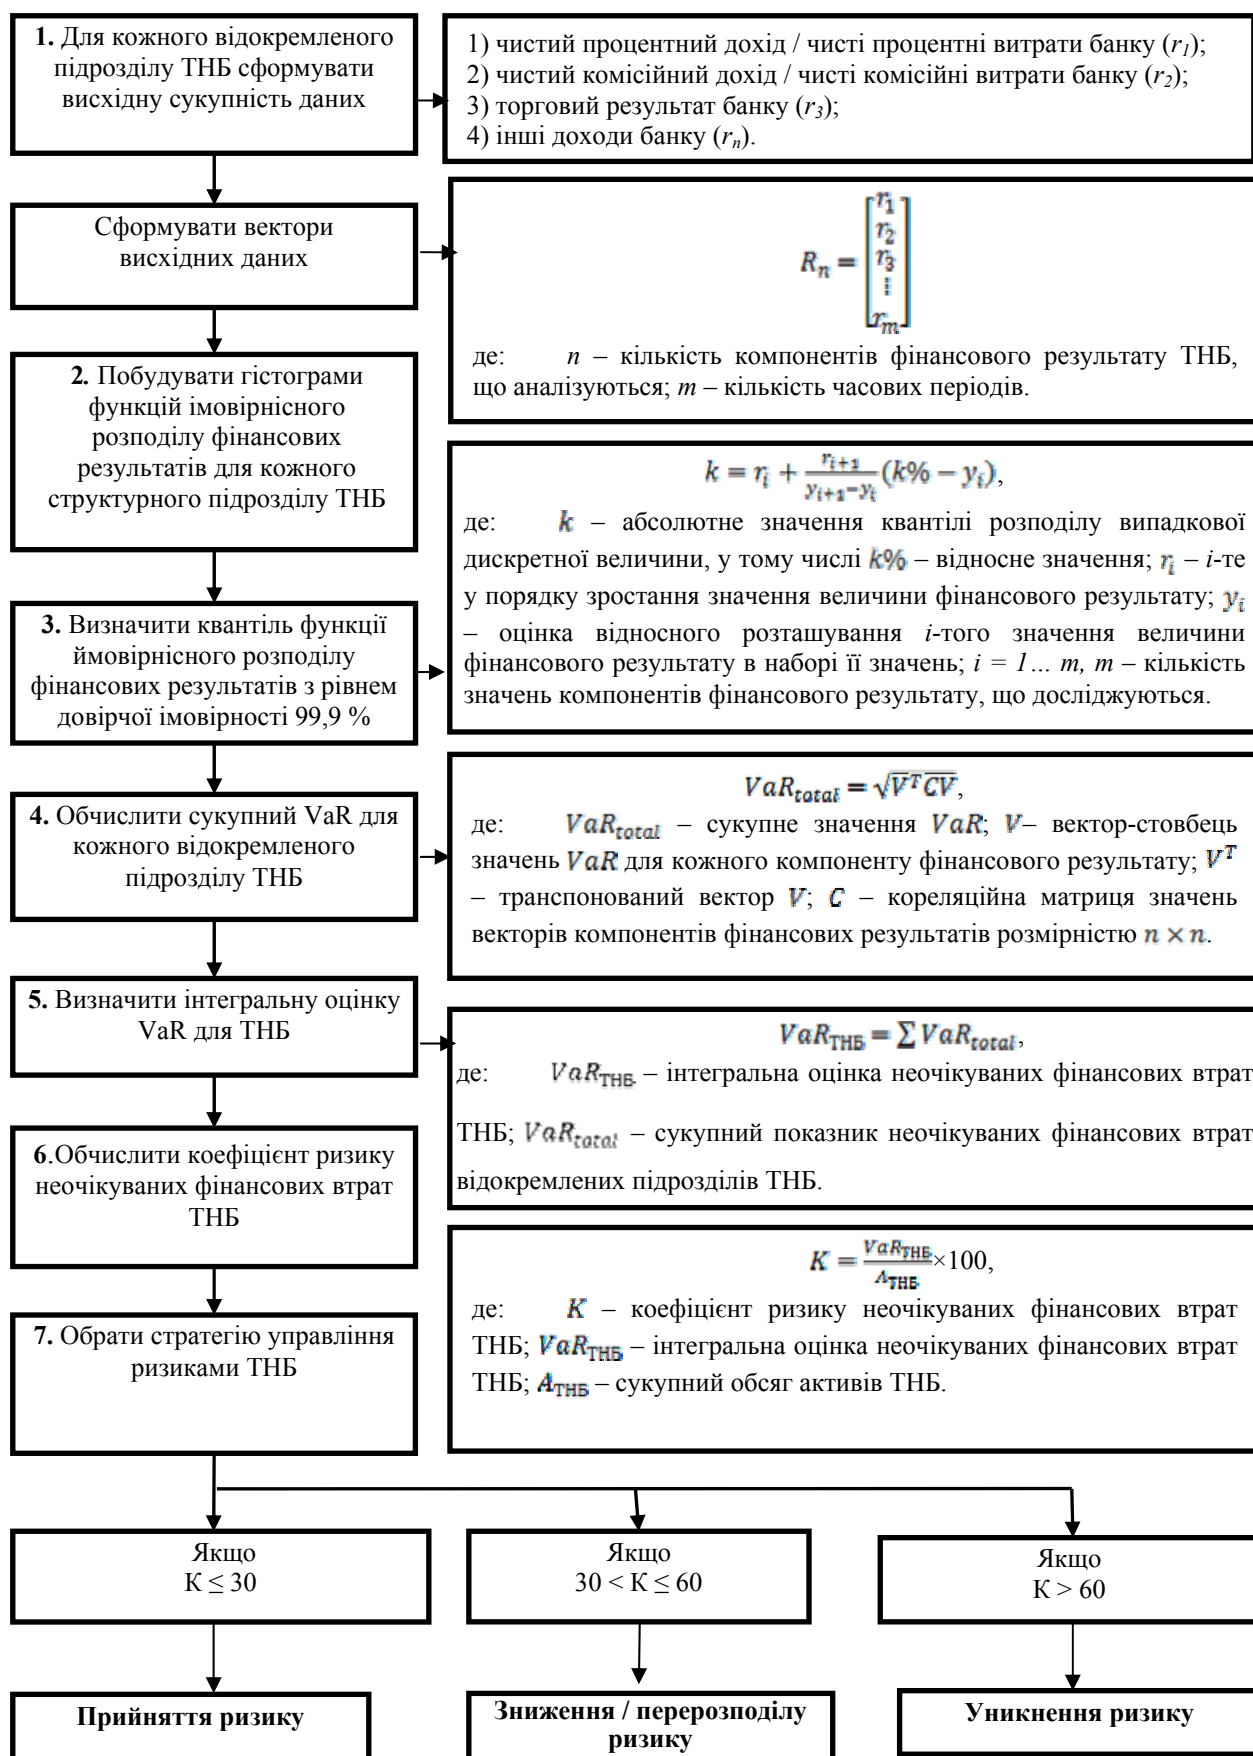 1. Для кожного відокремленого
підрозділу ТНБ сформувати
висхідну сукупність даних
1) чистий процентний дохід / чисті процентні витрати банку (r1);
2) чистий комісійний дохід / чисті комісійні витрати банку (r2);
3) торговий результат банку (r3);
4) інші доходи банку (rn).
Сформувати вектори
висхідних даних
Rn = [r1 r2 r3 ⋮ rm]
де: n – кількість компонентів фінансового результату ТНБ,
що аналізуються; m – кількість часових періодів.
2. Побудувати гістограми
функцій імовірнісного
розподілу фінансових
результатів для кожного
структурного підрозділу ТНБ
3. Визначити квантіль функції
ймовірнісного розподілу
фінансових результатів з рівнем
довірчої імовірності 99,9 %
k = ri + ri+1/(yi+1−yi) (k% − yi),
де: k – абсолютне значення квантілі розподілу випадкової
дискретної величини, у тому числі k% – відносне значення; ri – i-те
у порядку зростання значення величини фінансового результату; yi
– оцінка відносного розташування i-того значення величини
фінансового результату в наборі її значень; i = 1… m, m – кількість
значень компонентів фінансового результату, що досліджуються.
4. Обчислити сукупний VaR для
кожного відокремленого
підрозділу ТНБ
VaRtotal = √V̅ᵀC̅V̅,
де: VaRtotal – сукупне значення VaR; V– вектор-стовбець
значень VaR для кожного компоненту фінансового результату; Vᵀ
– транспонований вектор V; C – кореляційна матриця значень
векторів компонентів фінансових результатів розмірністю n × n.
5. Визначити інтегральну оцінку
VaR для ТНБ
VaRТНБ = ∑ VaRtotal,
де: VaRТНБ – інтегральна оцінка неочікуваних фінансових втрат
ТНБ; VaRtotal – сукупний показник неочікуваних фінансових втрат
відокремлених підрозділів ТНБ.
6.Обчислити коефіцієнт ризику
неочікуваних фінансових втрат
ТНБ
K = VaRТНБ/AТНБ ×100,
де: K – коефіцієнт ризику неочікуваних фінансових втрат
ТНБ; VaRТНБ – інтегральна оцінка неочікуваних фінансових втрат
ТНБ; AТНБ – сукупний обсяг активів ТНБ.
7. Обрати стратегію управління
ризиками ТНБ
Якщо
K ≤ 30
Якщо
30 < K ≤ 60
Якщо
K > 60
Прийняття ризику
Зниження / перерозподілу
ризику
Уникнення ризику